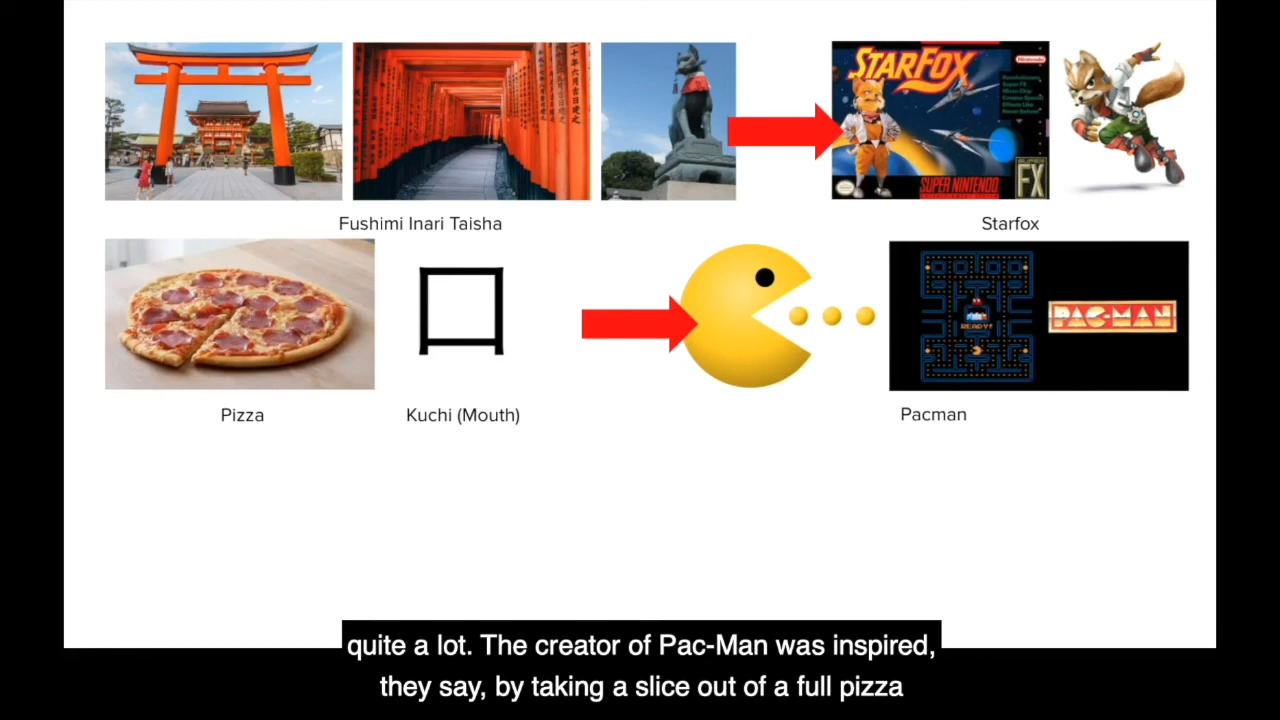 STARFOX
Nintendo
SUPER NINTENDO
SUPER
FX
Fushimi Inari Taisha
Starfox
口
READY!
PAC-MAN
Pizza
Kuchi (Mouth)
Pacman
quite a lot. The creator of Pac-Man was inspired,
they say, by taking a slice out of a full pizza